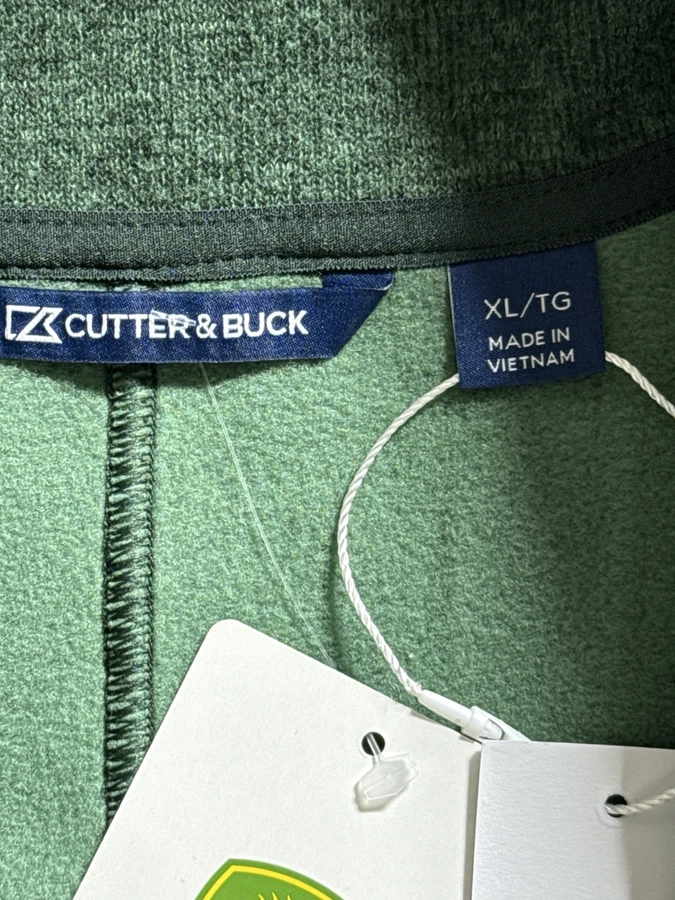 CUTTER & BUCK
XL/TG
MADE IN
VIETNAM